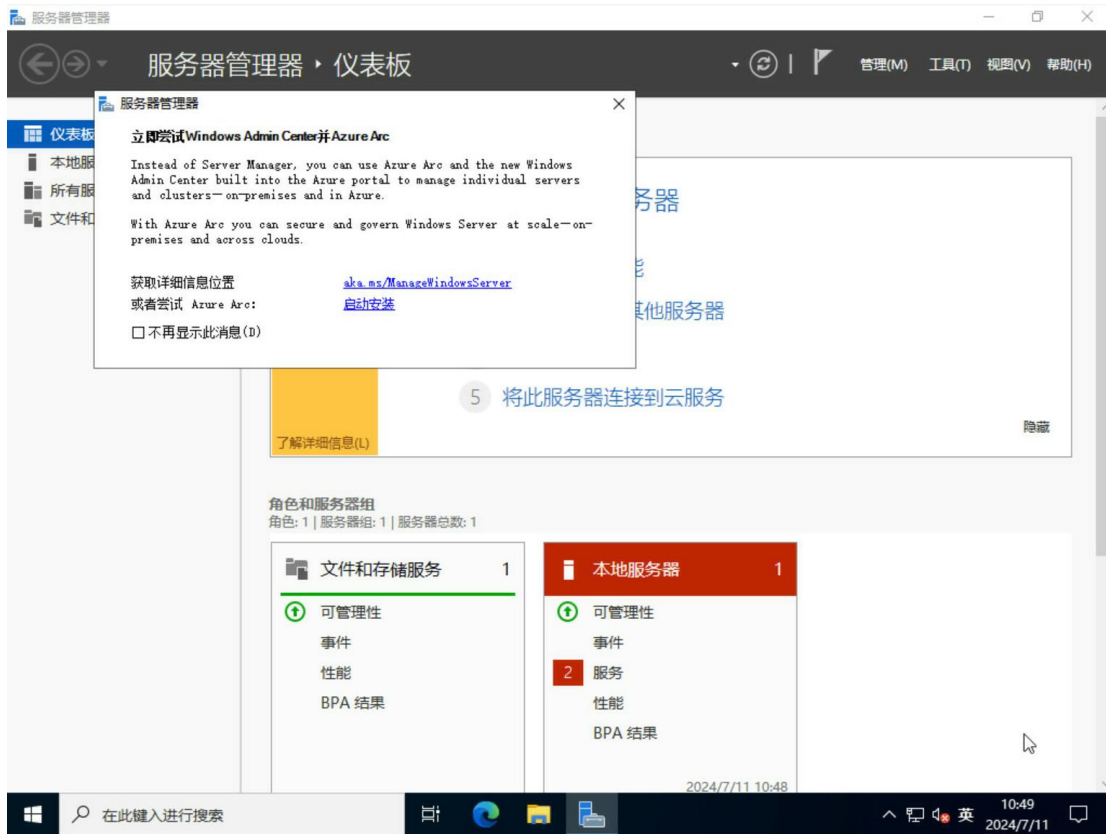 服务器管理器
服务器管理器 ‣ 仪表板
管理(M) 工具(T) 视图(V) 帮助(H)
仪表板
本地服
所有服
文件和
服务器管理器
立即尝试Windows Admin Center并Azure Arc
Instead of Server Manager, you can use Azure Arc and the new Windows
Admin Center built into the Azure portal to manage individual servers
and clusters—on-premises and in Azure.
With Azure Arc you can secure and govern Windows Server at scale—on-
premises and across clouds.
获取详细信息位置 aka.ms/ManageWindowsServer
或者尝试 Azure Arc: 启动安装
不再显示此消息(D)
务器
能
其他服务器
5 将此服务器连接到云服务
了解详细信息(L)
隐藏
角色和服务器组
角色: 1 | 服务器组: 1 | 服务器总数: 1
文件和存储服务 1
可管理性
事件
性能
BPA 结果
本地服务器 1
可管理性
事件
2 服务
性能
BPA 结果
2024/7/11 10:48
在此键入进行搜索
英
10:49
2024/7/11